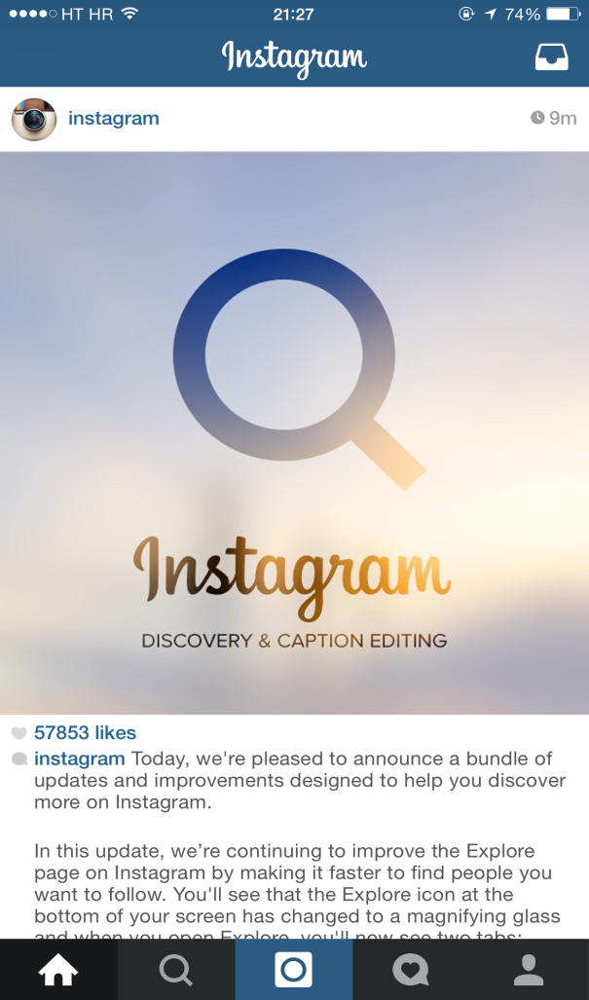 HT HR 21:27 74%
Instagram
instagram 9m
Instagram
DISCOVERY & CAPTION EDITING
57853 likes
instagram Today, we're pleased to announce a bundle of
updates and improvements designed to help you discover
more on Instagram.
In this update, we’re continuing to improve the Explore
page on Instagram by making it faster to find people you
want to follow. You'll see that the Explore icon at the
bottom of your screen has changed to a magnifying glass
and when you open Explore, you'll now see two tabs: